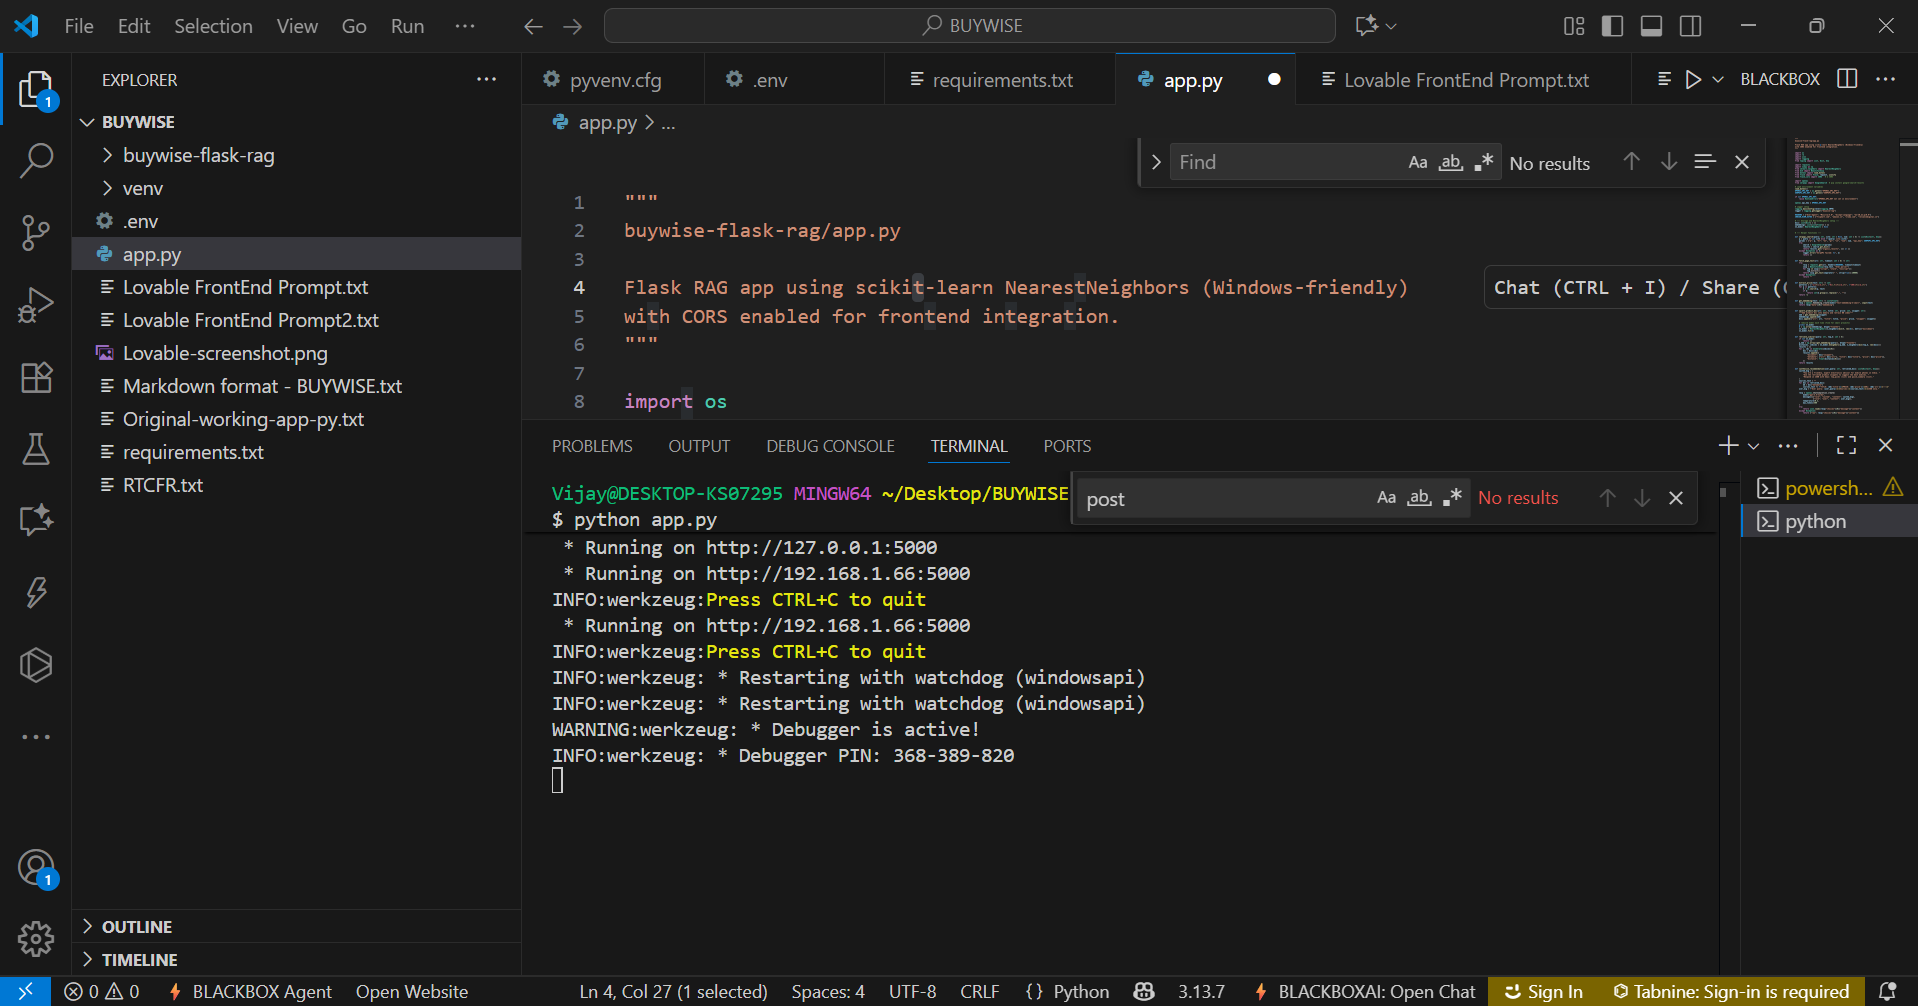 File Edit Selection View Go Run ··· BUYWISE
EXPLORER ···
BUYWISE
buywise-flask-rag
venv
.env
app.py
Lovable FrontEnd Prompt.txt
Lovable FrontEnd Prompt2.txt
Lovable-screenshot.png
Markdown format - BUYWISE.txt
Original-working-app-py.txt
requirements.txt
RTCFR.txt
OUTLINE
TIMELINE
1
1
pyvenv.cfg .env requirements.txt app.py Lovable FrontEnd Prompt.txt BLACKBOX ···
app.py > ...
Find Aa ab .* No results
1 """
2 buywise-flask-rag/app.py
3
4 Flask RAG app using scikit-learn NearestNeighbors (Windows-friendly)
Chat (CTRL + I) / Share (
5 with CORS enabled for frontend integration.
6 """
7
8 import os
PROBLEMS OUTPUT DEBUG CONSOLE TERMINAL PORTS
post Aa ab .* No results
powersh...
python
Vijay@DESKTOP-KS07295 MINGW64 ~/Desktop/BUYWISE
$ python app.py
* Running on http://127.0.0.1:5000
* Running on http://192.168.1.66:5000
INFO:werkzeug:Press CTRL+C to quit
* Running on http://192.168.1.66:5000
INFO:werkzeug:Press CTRL+C to quit
INFO:werkzeug: * Restarting with watchdog (windowsapi)
INFO:werkzeug: * Restarting with watchdog (windowsapi)
WARNING:werkzeug: * Debugger is active!
INFO:werkzeug: * Debugger PIN: 368-389-820
0 0 BLACKBOX Agent Open Website Ln 4, Col 27 (1 selected) Spaces: 4 UTF-8 CRLF {} Python 3.13.7 BLACKBOXAI: Open Chat Sign In Tabnine: Sign-in is required